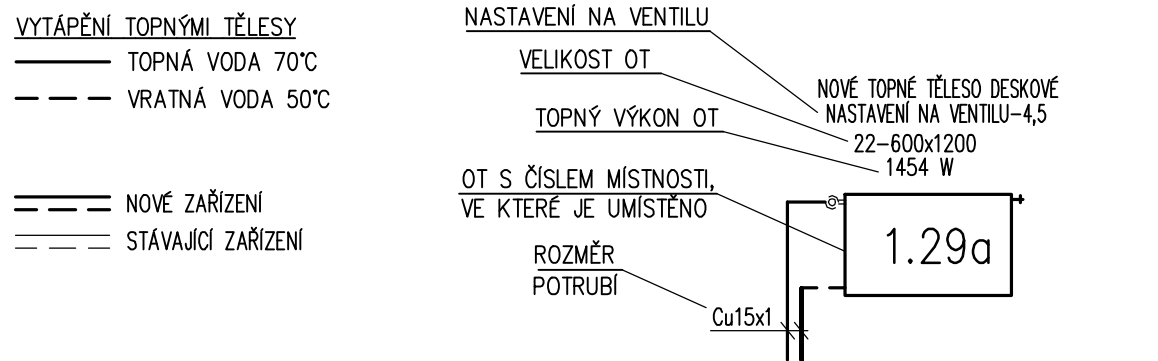 VYTÁPĚNÍ TOPNÝMI TĚLESY
TOPNÁ VODA 70°C
VRATNÁ VODA 50°C
NOVÉ ZAŘÍZENÍ
STÁVAJÍCÍ ZAŘÍZENÍ
NASTAVENÍ NA VENTILU
VELIKOST OT
TOPNÝ VÝKON OT
OT S ČÍSLEM MÍSTNOSTI,
VE KTERÉ JE UMÍSTĚNO
ROZMĚR
POTRUBÍ
Cu15x1
NOVÉ TOPNÉ TĚLESO DESKOVÉ
NASTAVENÍ NA VENTILU-4,5
22-600x1200
1454 W
1.29a